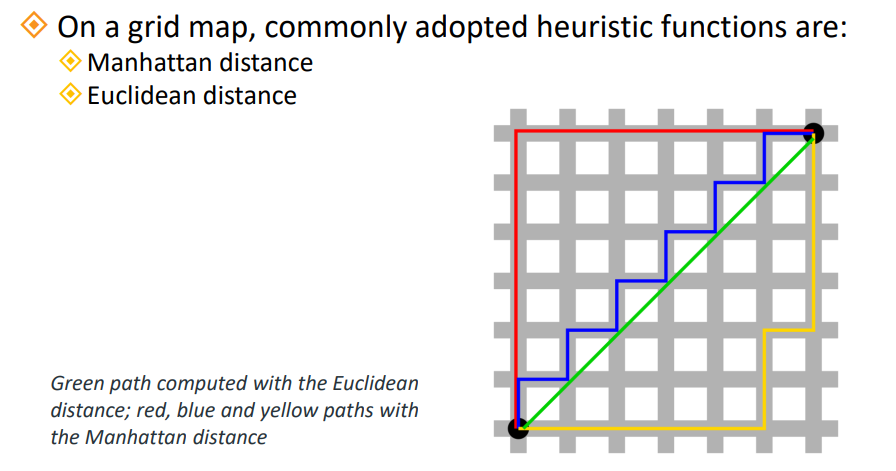 On a grid map, commonly adopted heuristic functions are:
Manhattan distance
Euclidean distance
Green path computed with the Euclidean
distance; red, blue and yellow paths with
the Manhattan distance